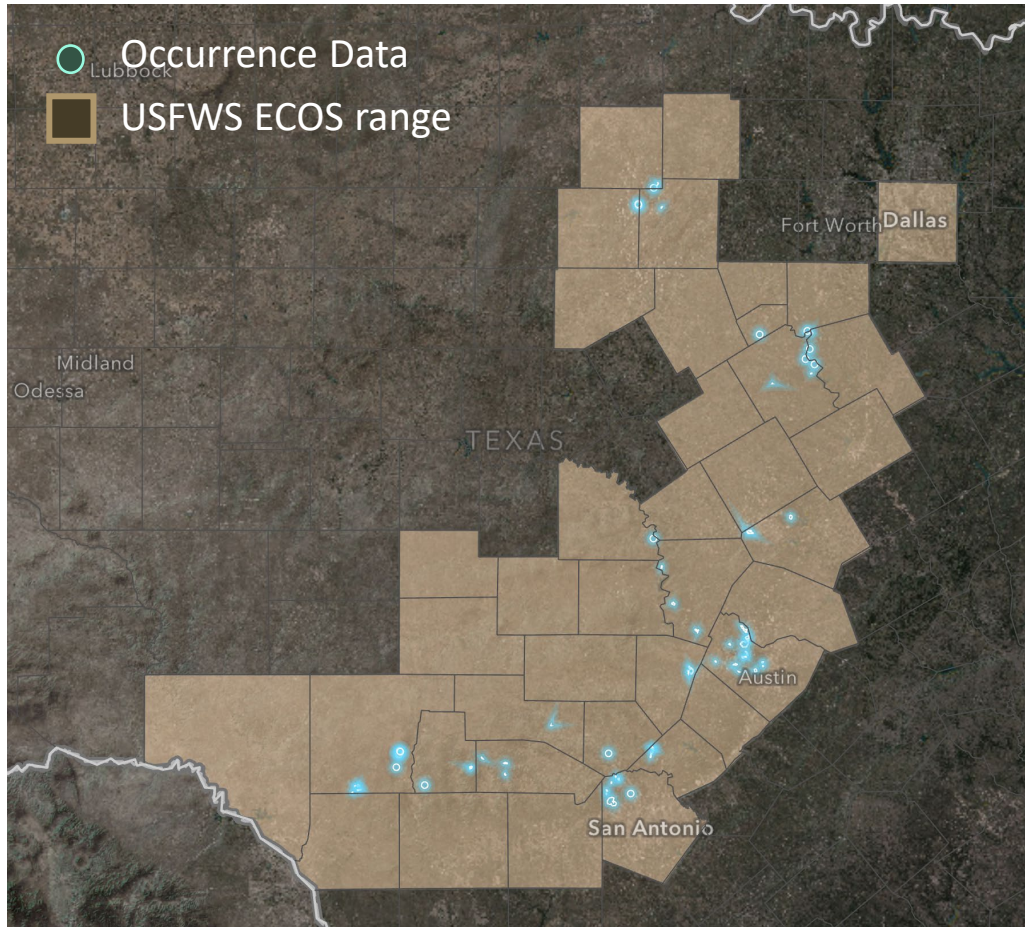 Occurrence Data
Lubbock
USFWS ECOS range
Fort Worth
Dallas
Midland
Odessa
TEXAS
Austin
San Antonio